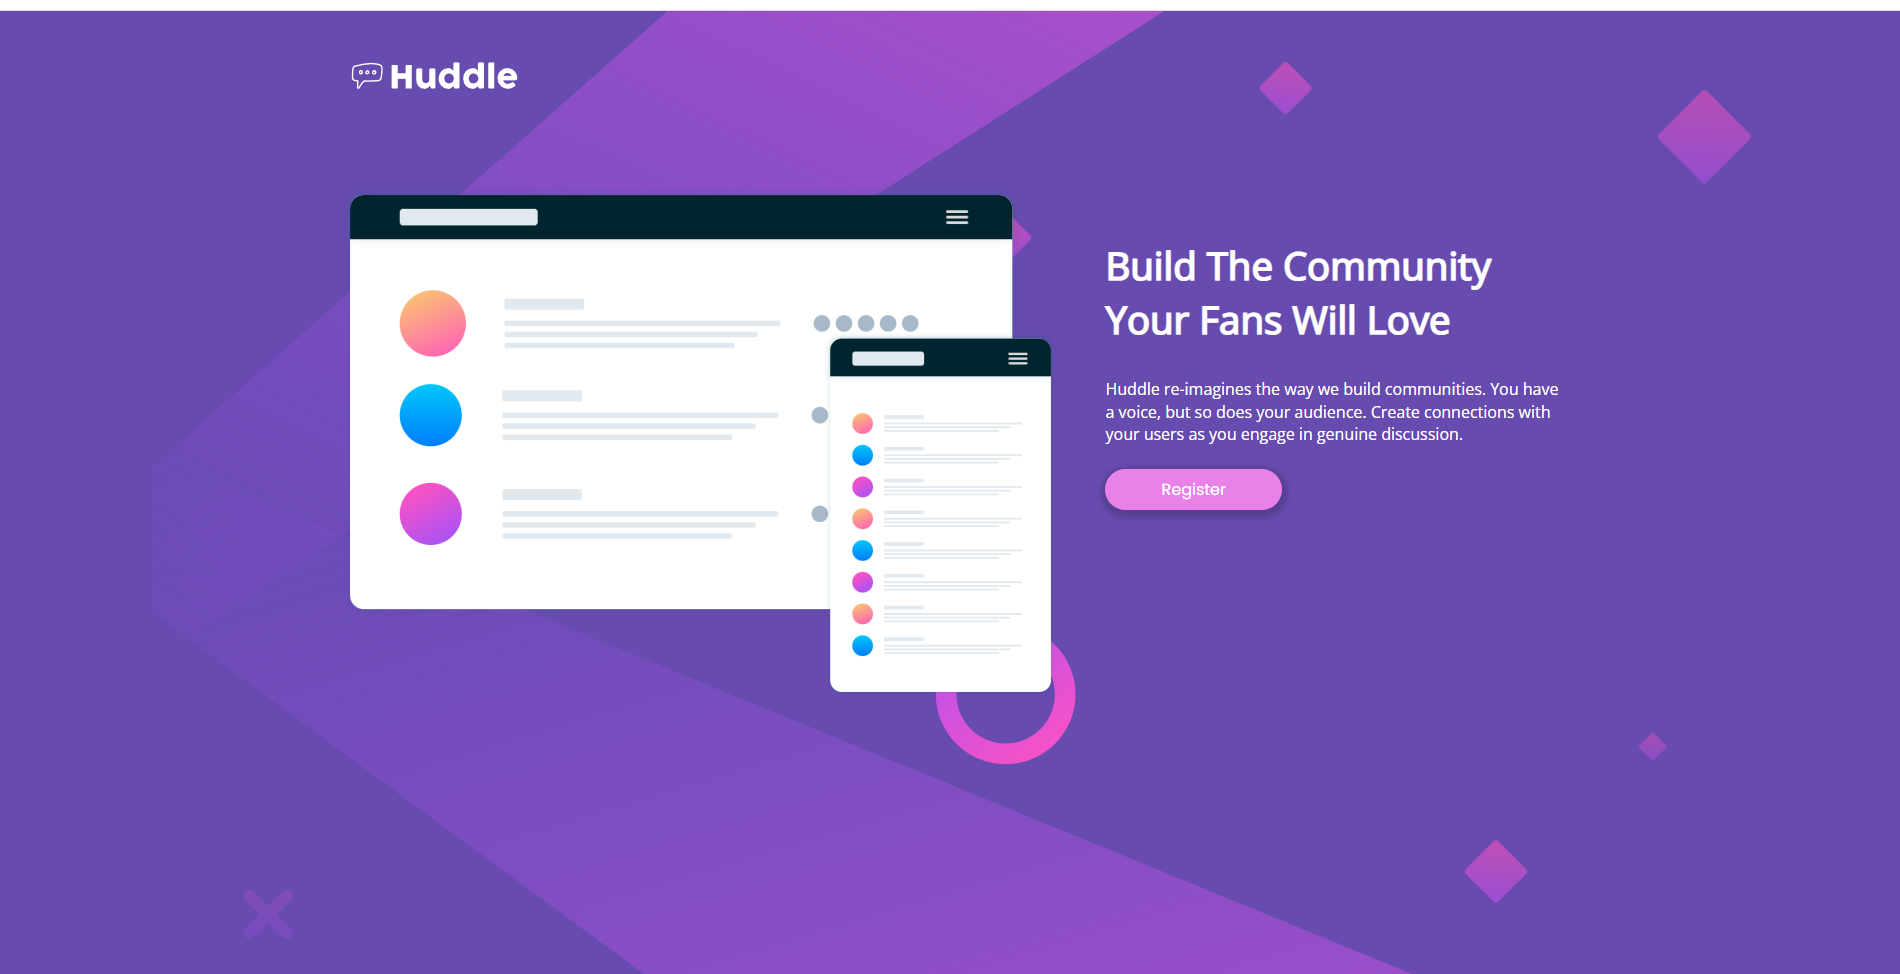 Huddle
Build The Community
Your Fans Will Love
Huddle re-imagines the way we build communities. You have
a voice, but so does your audience. Create connections with
your users as you engage in genuine discussion.
Register